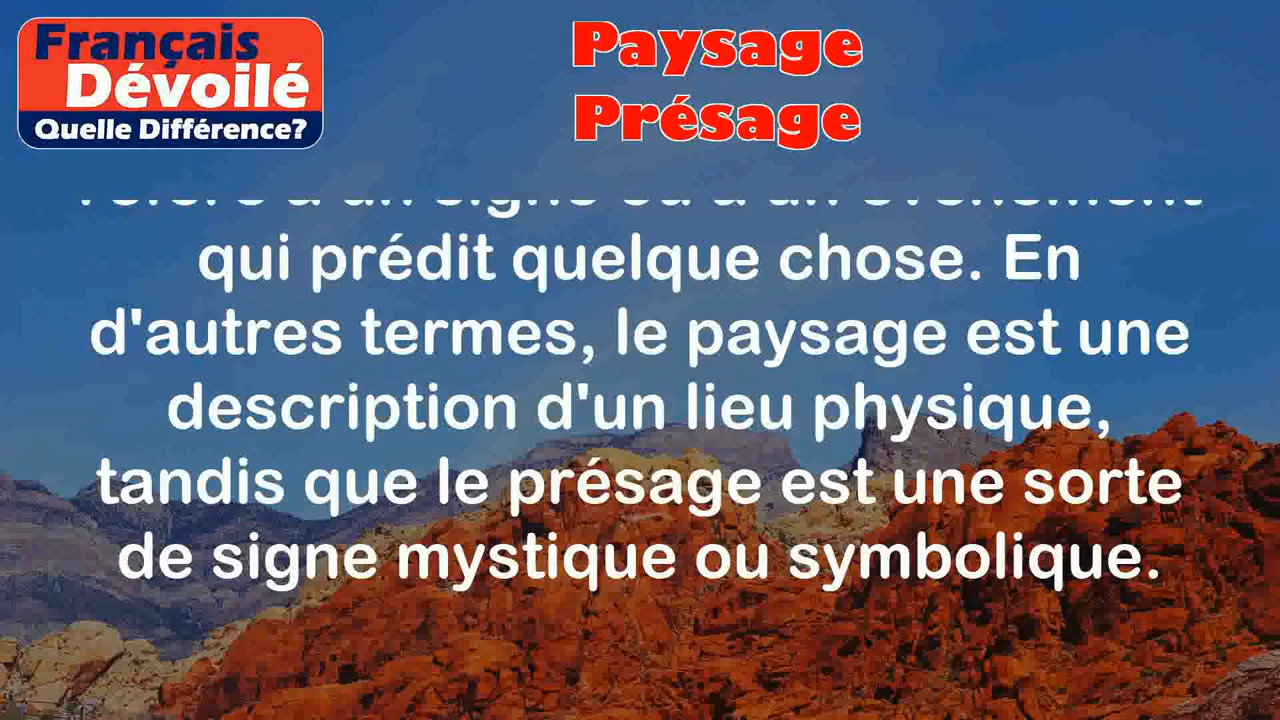 Français
Dévoilé
Quelle Différence?
Paysage
Présage
qui prédit quelque chose. En
d'autres termes, le paysage est une
description d'un lieu physique,
tandis que le présage est une sorte
de signe mystique ou symbolique.